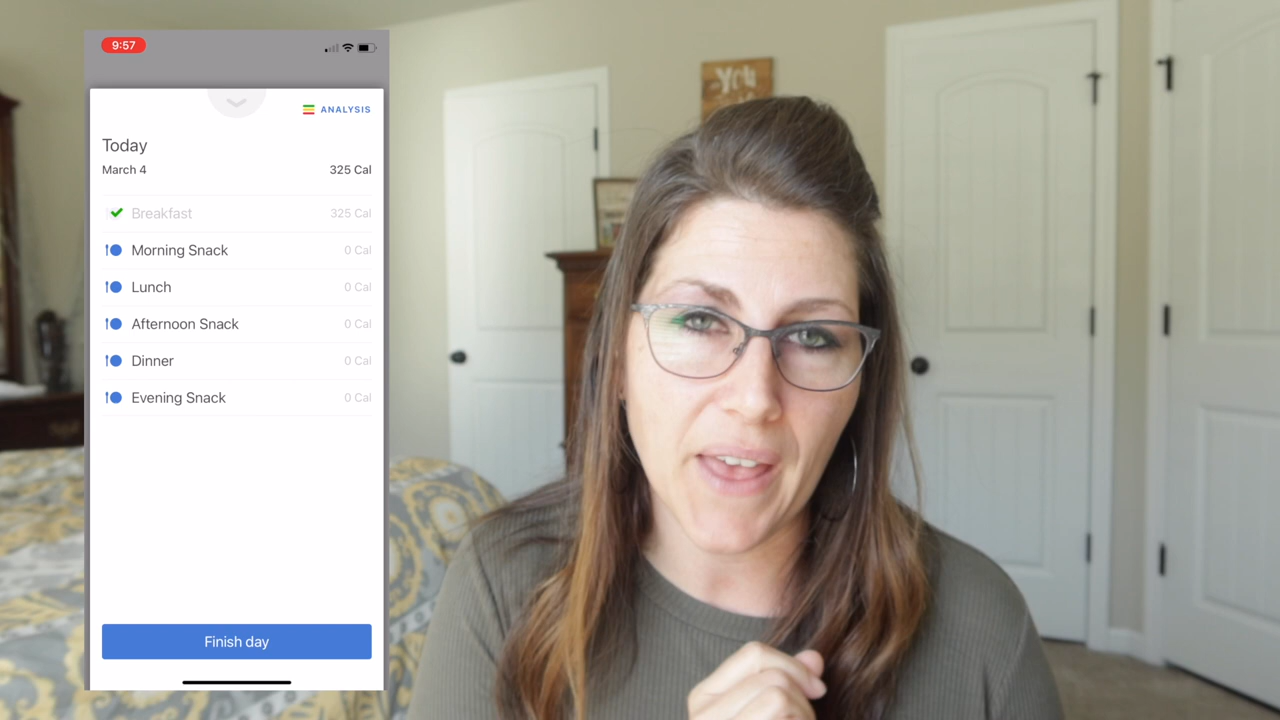 9:57
ANALYSIS
Today
March 4 325 Cal
Breakfast 325 Cal
Morning Snack 0 Cal
Lunch 0 Cal
Afternoon Snack 0 Cal
Dinner 0 Cal
Evening Snack 0 Cal
Finish day
You